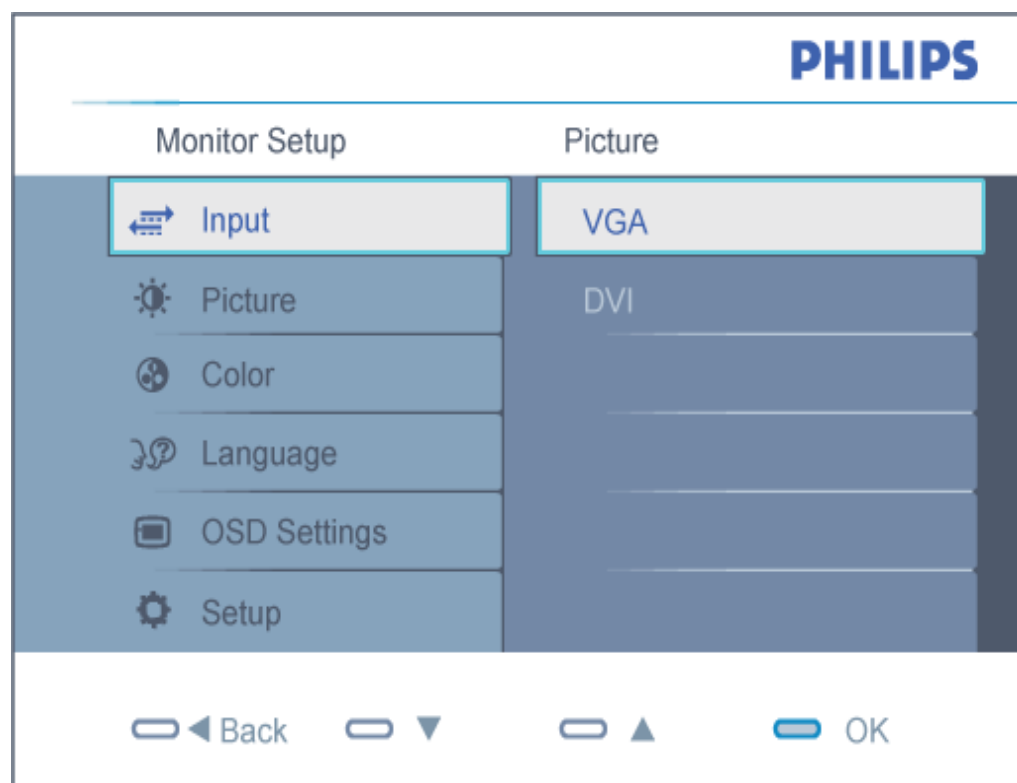 PHILIPS
Monitor Setup Picture
Input VGA
Picture DVI
Color
Language
OSD Settings
Setup
Back OK